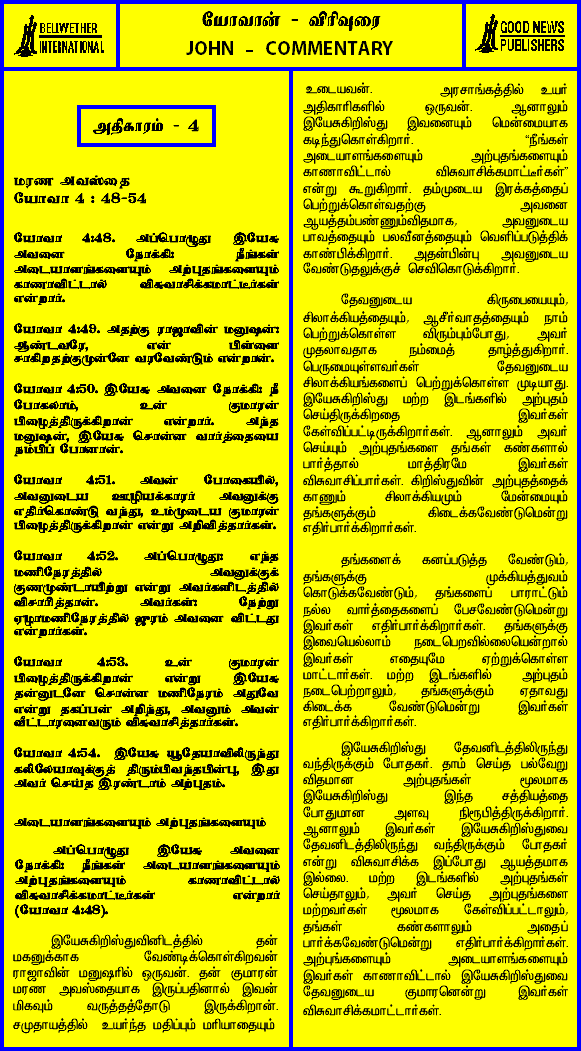 BELWETHER
INTERNATIONAL
யோவான் - விரிவுரை
JOHN - COMMENTARY
GOOD NEWS
PUBLISHERS
அதிகாரம் - 4
மரண அவஸ்தை
யோவா 4 : 48-54
யோவா 4:48. அப்பொழுது இயேசு
அவனை நோக்கி: நீங்கள்
அடையாளங்களையும் அற்புதங்களையும்
காணாவிட்டால் விசுவாசிக்கமாட்டீர்கள்
என்றார்.
யோவா 4:49. அதற்கு ராஜாவின் மனுஷன்:
ஆண்டவரே, என் பிள்ளை
சாகிறதற்குமுன்னே வரவேண்டும் என்றான்.
யோவா 4:50. இயேசு அவனை நோக்கி: நீ
போகலாம், உன் குமாரன்
பிழைத்திருக்கிறான் என்றார். அந்த
மனுஷன், இயேசு சொன்ன வார்த்தையை
நம்பிப் போனான்.
யோவா 4:51. அவன் போகையில்,
அவனுடைய ஊழியக்காரர் அவனுக்கு
எதிர்கொண்டு வந்து, உம்முடைய குமாரன்
பிழைத்திருக்கிறான் என்று அறிவித்தார்கள்.
யோவா 4:52. அப்பொழுது: எந்த
மணிநேரத்தில் அவனுக்குக்
குணமுண்டாயிற்று என்று அவர்களிடத்தில்
விசாரித்தான். அவர்கள்: நேற்று
ஏழாமணிநேரத்தில் ஜுரம் அவனை விட்டது
என்றார்கள்.
யோவா 4:53. உன் குமாரன்
பிழைத்திருக்கிறான் என்று இயேசு
தன்னுடனே சொன்ன மணிநேரம் அதுவே
என்று தகப்பன் அறிந்து, அவனும் அவன்
வீட்டாரனைவரும் விசுவாசித்தார்கள்.
யோவா 4:54. இயேசு யூதேயாவிலிருந்து
கலிலேயாவுக்குத் திரும்பிவந்தபின்பு, இது
அவர் செய்த இரண்டாம் அற்புதம்.
அடையாளங்களையும் அற்புதங்களையும்
அப்பொழுது இயேசு அவனை
நோக்கி: நீங்கள் அடையாளங்களையும்
அற்புதங்களையும் காணாவிட்டால்
விசுவாசிக்கமாட்டீர்கள் என்றார்
(யோவா 4:48).
இயேசுகிறிஸ்துவினிடத்தில் தன்
மகனுக்காக வேண்டிக்கொள்கிறவன்
ராஜாவின் மனுஷரில் ஒருவன். தன் குமாரன்
மரண அவஸ்தையாக இருப்பதினால் இவன்
மிகவும் வருத்தத்தோடு இருக்கிறான்.
சமுதாயத்தில் உயர்ந்த மதிப்பும் மரியாதையும்
உடையவன். அரசாங்கத்தில் உயர்
அதிகாரிகளில் ஒருவன். ஆனாலும்
இயேசுகிறிஸ்து இவனையும் மென்மையாக
கடிந்துகொள்கிறார். "நீங்கள்
அடையாளங்களையும் அற்புதங்களையும்
காணாவிட்டால் விசுவாசிக்கமாட்டீர்கள்"
என்று கூறுகிறார். தம்முடைய இரக்கத்தைப்
பெற்றுக்கொள்வதற்கு அவனை
ஆயத்தம்பண்ணும்விதமாக, அவனுடைய
பாவத்தையும் பலவீனத்தையும் வெளிப்படுத்திக்
காண்பிக்கிறார். அதன்பின்பு அவனுடைய
வேண்டுதலுக்குச் செவிகொடுக்கிறார்.
தேவனுடைய கிருபையையும்,
சிலாக்கியத்தையும், ஆசீர்வாதத்தையும் நாம்
பெற்றுக்கொள்ள விரும்பும்போது, அவர்
முதலாவதாக நம்மைத் தாழ்த்துகிறார்.
பெருமையுள்ளவர்கள் தேவனுடைய
சிலாக்கியங்களைப் பெற்றுக்கொள்ள முடியாது.
இயேசுகிறிஸ்து மற்ற இடங்களில் அற்புதம்
செய்திருக்கிறதை இவர்கள்
கேள்விப்பட்டிருக்கிறார்கள். ஆனாலும் அவர்
செய்யும் அற்புதங்களை தங்கள் கண்களால்
பார்த்தால் மாத்திரமே இவர்கள்
விசுவாசிப்பார்கள். கிறிஸ்துவின் அற்புதத்தைக்
காணும் சிலாக்கியமும் மேன்மையும்
தங்களுக்கும் கிடைக்கவேண்டுமென்று
எதிர்பார்க்கிறார்கள்.
தங்களைக் கனப்படுத்த வேண்டும்,
தங்களுக்கு முக்கியத்துவம்
கொடுக்கவேண்டும், தங்களைப் பாராட்டும்
நல்ல வார்த்தைகளைப் பேசவேண்டுமென்று
இவர்கள் எதிர்பார்க்கிறார்கள். தங்களுக்கு
இவையெல்லாம் நடைபெறவில்லையென்றால்
இவர்கள் எதையுமே ஏற்றுக்கொள்ள
மாட்டார்கள். மற்ற இடங்களில் அற்புதம்
நடைபெற்றாலும், தங்களுக்கும் ஏதாவது
கிடைக்க வேண்டுமென்று இவர்கள்
எதிர்பார்க்கிறார்கள்.
இயேசுகிறிஸ்து தேவனிடத்திலிருந்து
வந்திருக்கும் போதகர். தாம் செய்த பல்வேறு
விதமான அற்புதங்கள் மூலமாக
இயேசுகிறிஸ்து இந்த சத்தியத்தை
போதுமான அளவு நிரூபித்திருக்கிறார்.
ஆனாலும் இவர்கள் இயேசுகிறிஸ்துவை
தேவனிடத்திலிருந்து வந்திருக்கும் போதகர்
என்று விசுவாசிக்க இப்போது ஆயத்தமாக
இல்லை. மற்ற இடங்களில் அற்புதங்கள்
செய்தாலும், அவர் செய்த அற்புதங்களை
மற்றவர்கள் மூலமாக கேள்விப்பட்டாலும்,
தங்கள் கண்களாலும் அதைப்
பார்க்கவேண்டுமென்று எதிர்பார்க்கிறார்கள்.
அற்புங்களையும் அடையாளங்களையும்
இவர்கள் காணாவிட்டால் இயேசுகிறிஸ்துவை
தேவனுடைய குமாரனென்று இவர்கள்
விசுவாசிக்கமாட்டார்கள்.